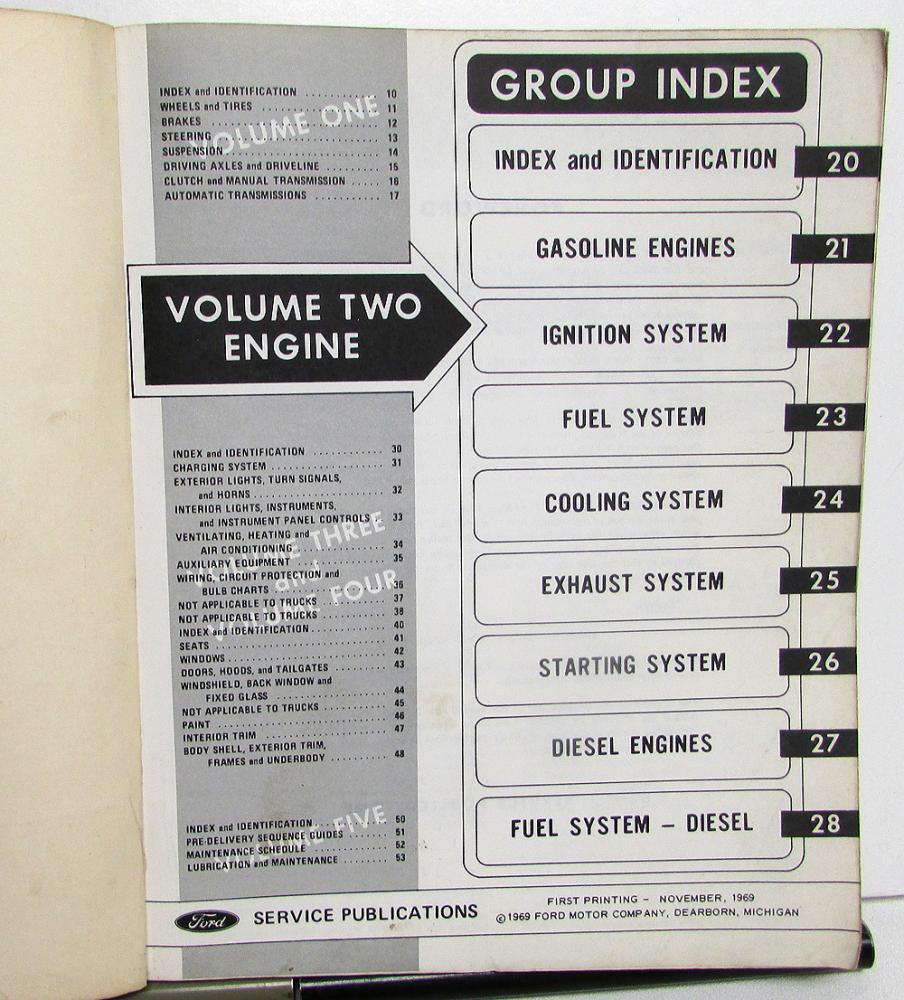 INDEX and IDENTIFICATION .......... 10
WHEELS and TIRES .......... 11
BRAKES .......... 12
STEERING .......... 13
SUSPENSION .......... 14
DRIVING AXLES and DRIVELINE .......... 15
CLUTCH and MANUAL TRANSMISSION ..... 16
AUTOMATIC TRANSMISSIONS .......... 17
VOLUME ONE
VOLUME TWO
ENGINE
INDEX and IDENTIFICATION .......... 30
CHARGING SYSTEM .......... 31
EXTERIOR LIGHTS, TURN SIGNALS,
and HORNS .......... 32
INTERIOR LIGHTS, INSTRUMENTS,
and INSTRUMENT PANEL CONTROLS . 33
VENTILATING, HEATING and
AIR CONDITIONING .......... 34
AUXILIARY EQUIPMENT .......... 35
WIRING, CIRCUIT PROTECTION and
BULB CHARTS .......... 36
NOT APPLICABLE TO TRUCKS .......... 37
NOT APPLICABLE TO TRUCKS .......... 38
VOLUME THREE
and
VOLUME FOUR
INDEX and IDENTIFICATION .......... 40
SEATS .......... 41
WINDOWS .......... 42
DOORS, HOODS, and TAILGATES .......... 43
WINDSHIELD, BACK WINDOW and
FIXED GLASS .......... 44
NOT APPLICABLE TO TRUCKS .......... 45
PAINT .......... 46
INTERIOR TRIM .......... 47
BODY SHELL, EXTERIOR TRIM,
FRAMES and UNDERBODY .......... 48
INDEX and IDENTIFICATION .......... 50
PRE-DELIVERY SEQUENCE GUIDES .......... 51
MAINTENANCE SCHEDULE .......... 52
LUBRICATION and MAINTENANCE .......... 53
VOLUME FIVE
GROUP INDEX
INDEX and IDENTIFICATION 20
GASOLINE ENGINES 21
IGNITION SYSTEM 22
FUEL SYSTEM 23
COOLING SYSTEM 24
EXHAUST SYSTEM 25
STARTING SYSTEM 26
DIESEL ENGINES 27
FUEL SYSTEM – DIESEL 28
Ford SERVICE PUBLICATIONS
FIRST PRINTING – NOVEMBER, 1969
©1969 FORD MOTOR COMPANY, DEARBORN, MICHIGAN